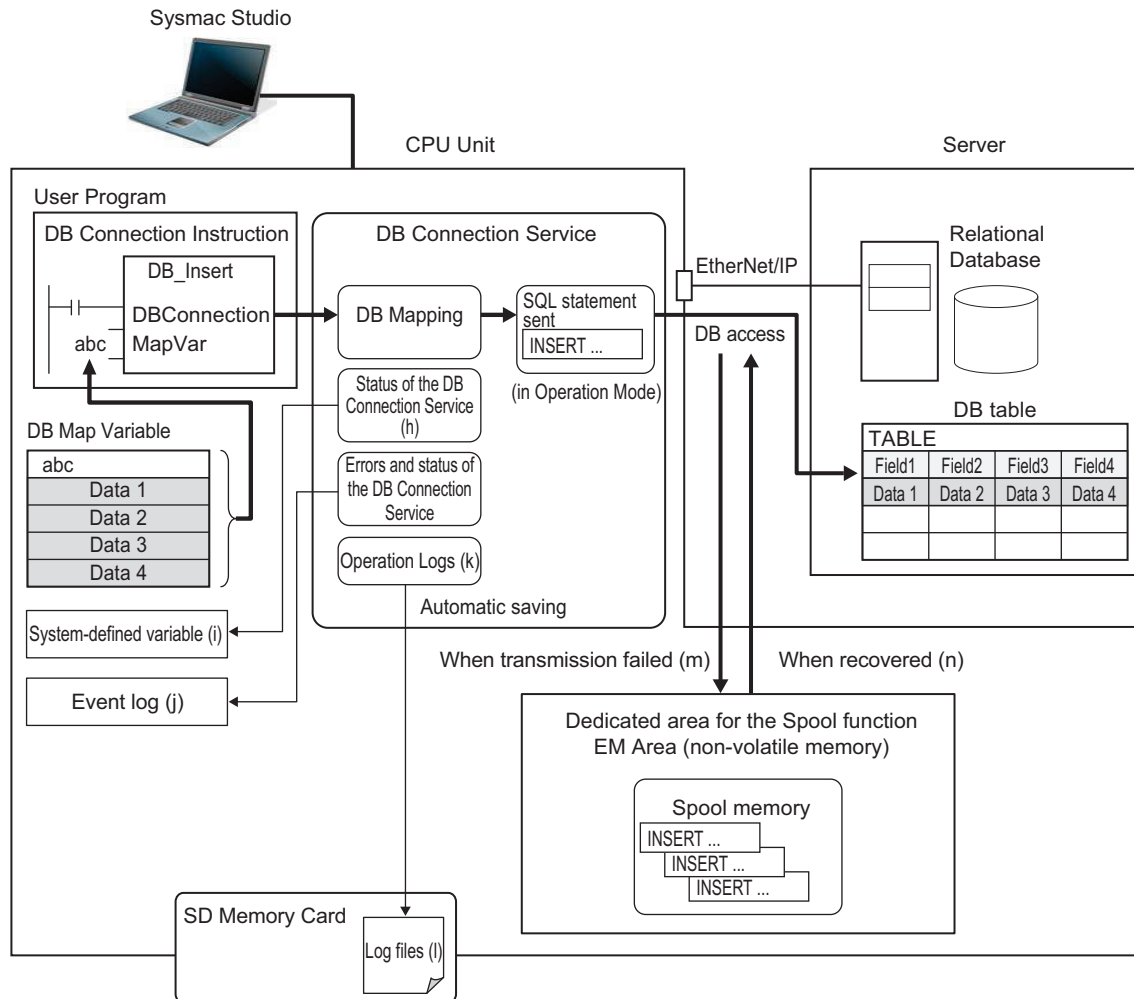 Sysmac Studio
CPU Unit
Server
User Program
DB Connection Instruction
DB_Insert
DBConnection
abc
MapVar
DB Connection Service
DB Mapping
SQL statement
sent
INSERT ...
(in Operation Mode)
Status of the DB
Connection Service
(h)
Errors and status of
the DB Connection
Service
Operation Logs (k)
Automatic saving
EtherNet/IP
DB access
Relational
Database
DB table
TABLE
Field1 Field2 Field3 Field4
Data 1 Data 2 Data 3 Data 4
DB Map Variable
abc
Data 1
Data 2
Data 3
Data 4
System-defined variable (i)
Event log (j)
When transmission failed (m)
When recovered (n)
Dedicated area for the Spool function
EM Area (non-volatile memory)
Spool memory
INSERT ...
INSERT ...
INSERT ...
SD Memory Card
Log files (l)